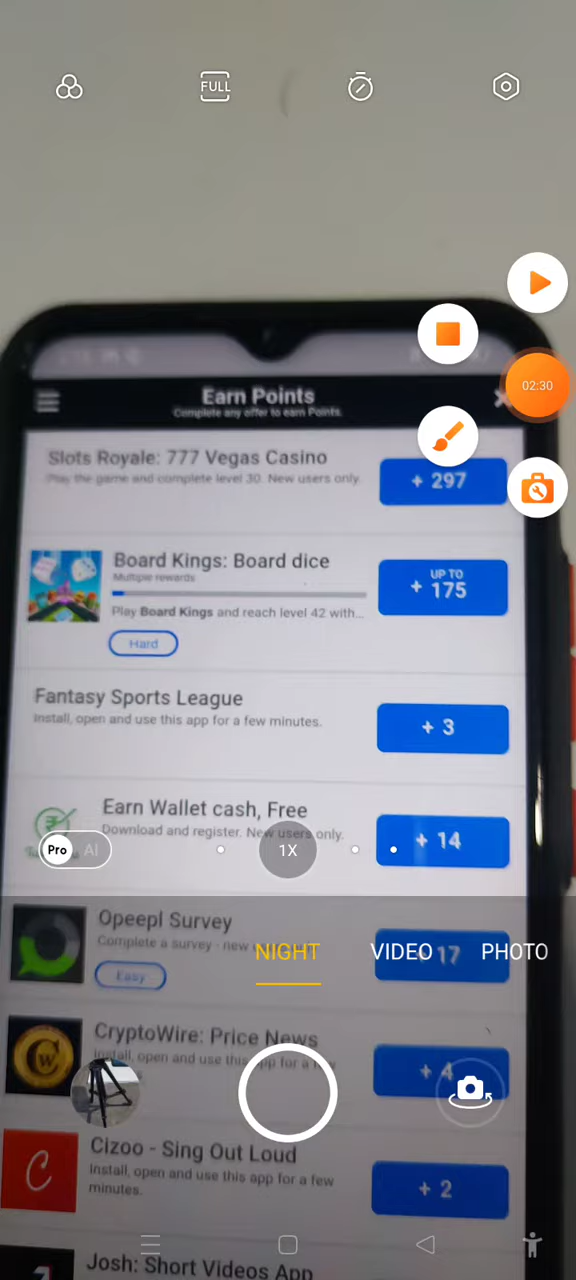 FULL
02:30
Earn Points
Complete any offer to earn Points.
Slots Royale: 777 Vegas Casino
Play the game and complete level 30. New users only.
+ 297
Board Kings: Board dice
Multiple rewards
UP TO
+ 175
Play Board Kings and reach level 42 with...
Hard
Fantasy Sports League
Install, open and use this app for a few minutes.
+ 3
Earn Wallet cash, Free
Download and register. New users only.
+ 14
Pro AI
1X
Opeepl Survey
Complete a survey - new
Easy
17
NIGHT VIDEO PHOTO
CryptoWire: Price News
Install, open and use this app for a
+ 4
Cizoo - Sing Out Loud
Install, open and use this app for a few
minutes.
+ 2
Josh: Short Videos App